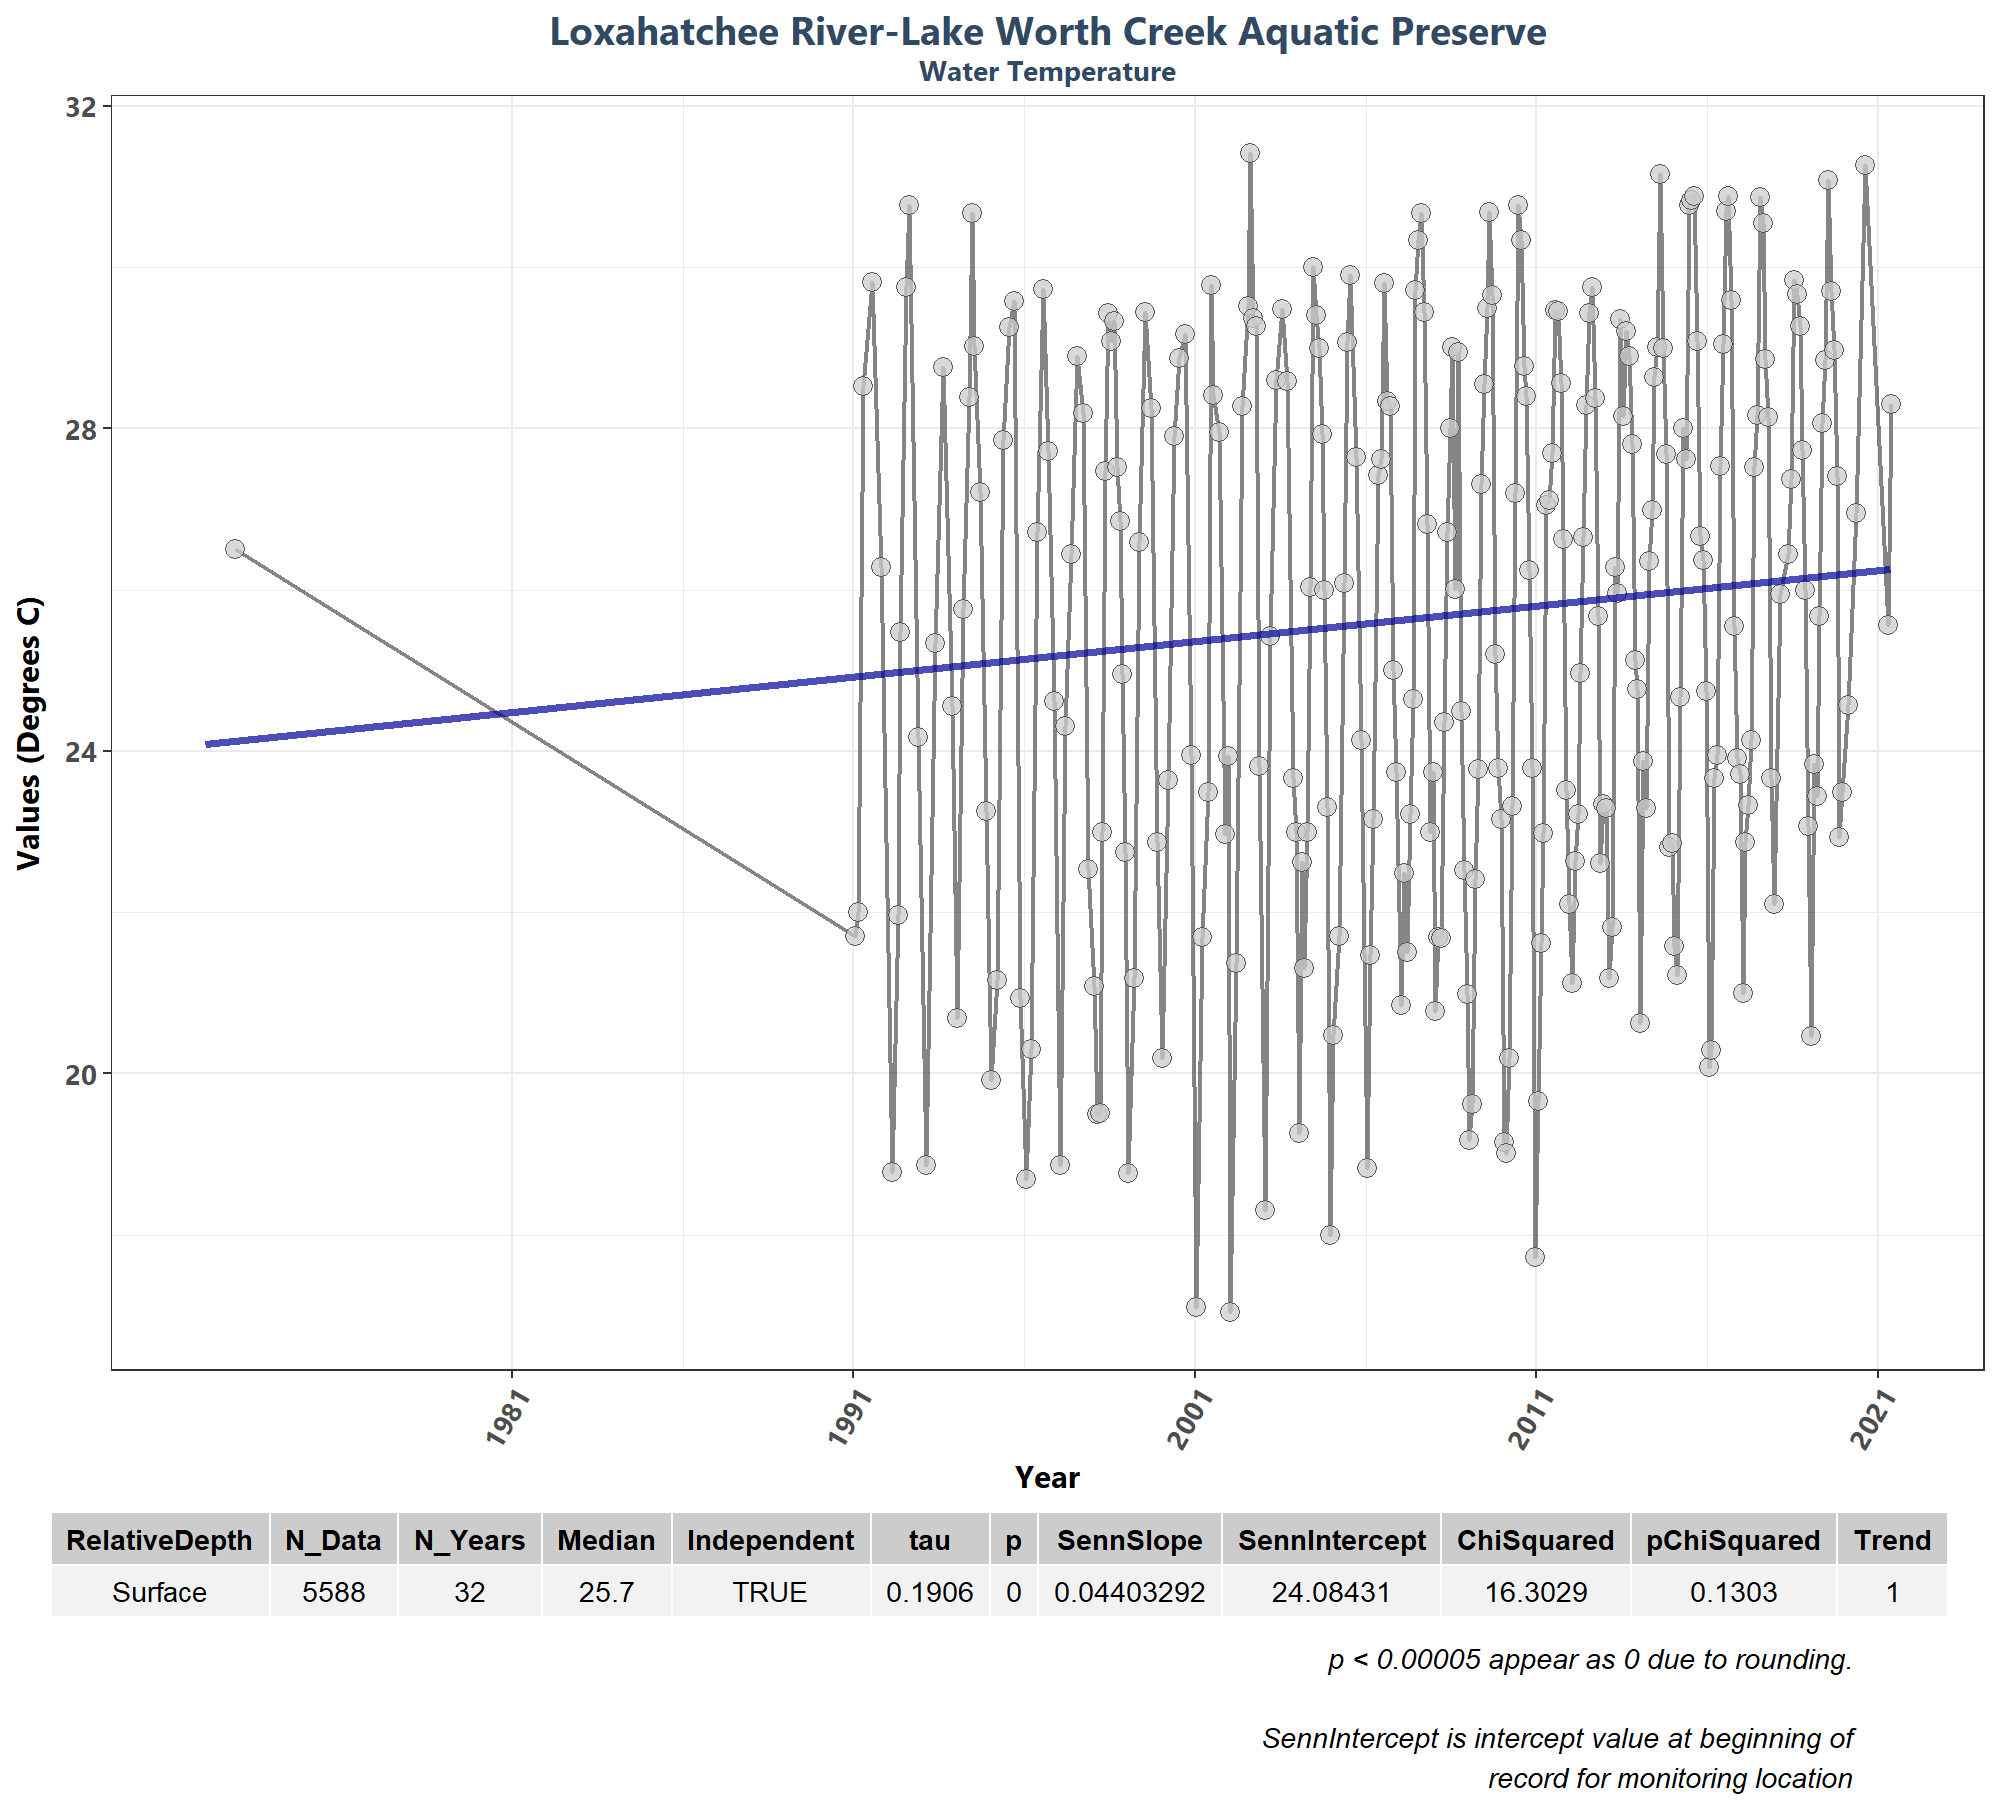 Loxahatchee River-Lake Worth Creek Aquatic Preserve
Water Temperature
Values (Degrees C)
32
28
24
20
1981
1991
2001
2011
2021
Year
RelativeDepth N_Data N_Years Median Independent tau p SennSlope SennIntercept ChiSquared pChiSquared Trend
Surface 5588 32 25.7 TRUE 0.1906 0 0.04403292 24.08431 16.3029 0.1303 1
p < 0.00005 appear as 0 due to rounding.
SennIntercept is intercept value at beginning of
record for monitoring location